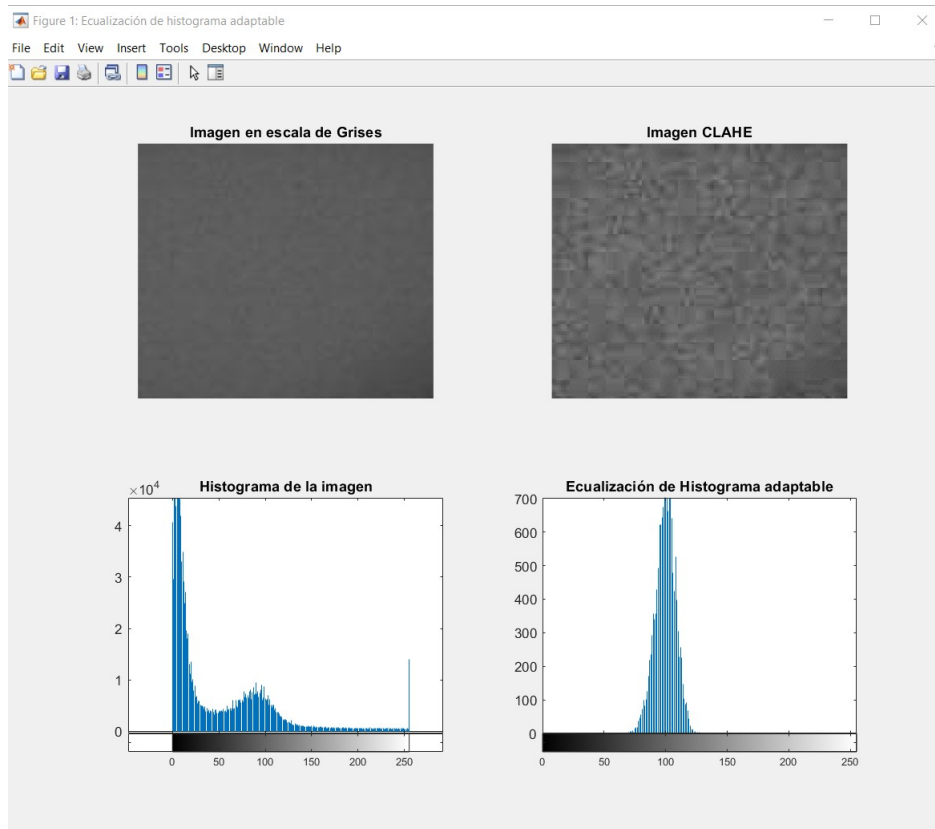 Figure 1: Ecualización de histograma adaptable
File Edit View Insert Tools Desktop Window Help
Imagen en escala de Grises
Imagen CLAHE
×10⁴
Histograma de la imagen
4
3
2
1
0
0 50 100 150 200 250
Ecualización de Histograma adaptable
700
600
500
400
300
200
100
0
0 50 100 150 200 250